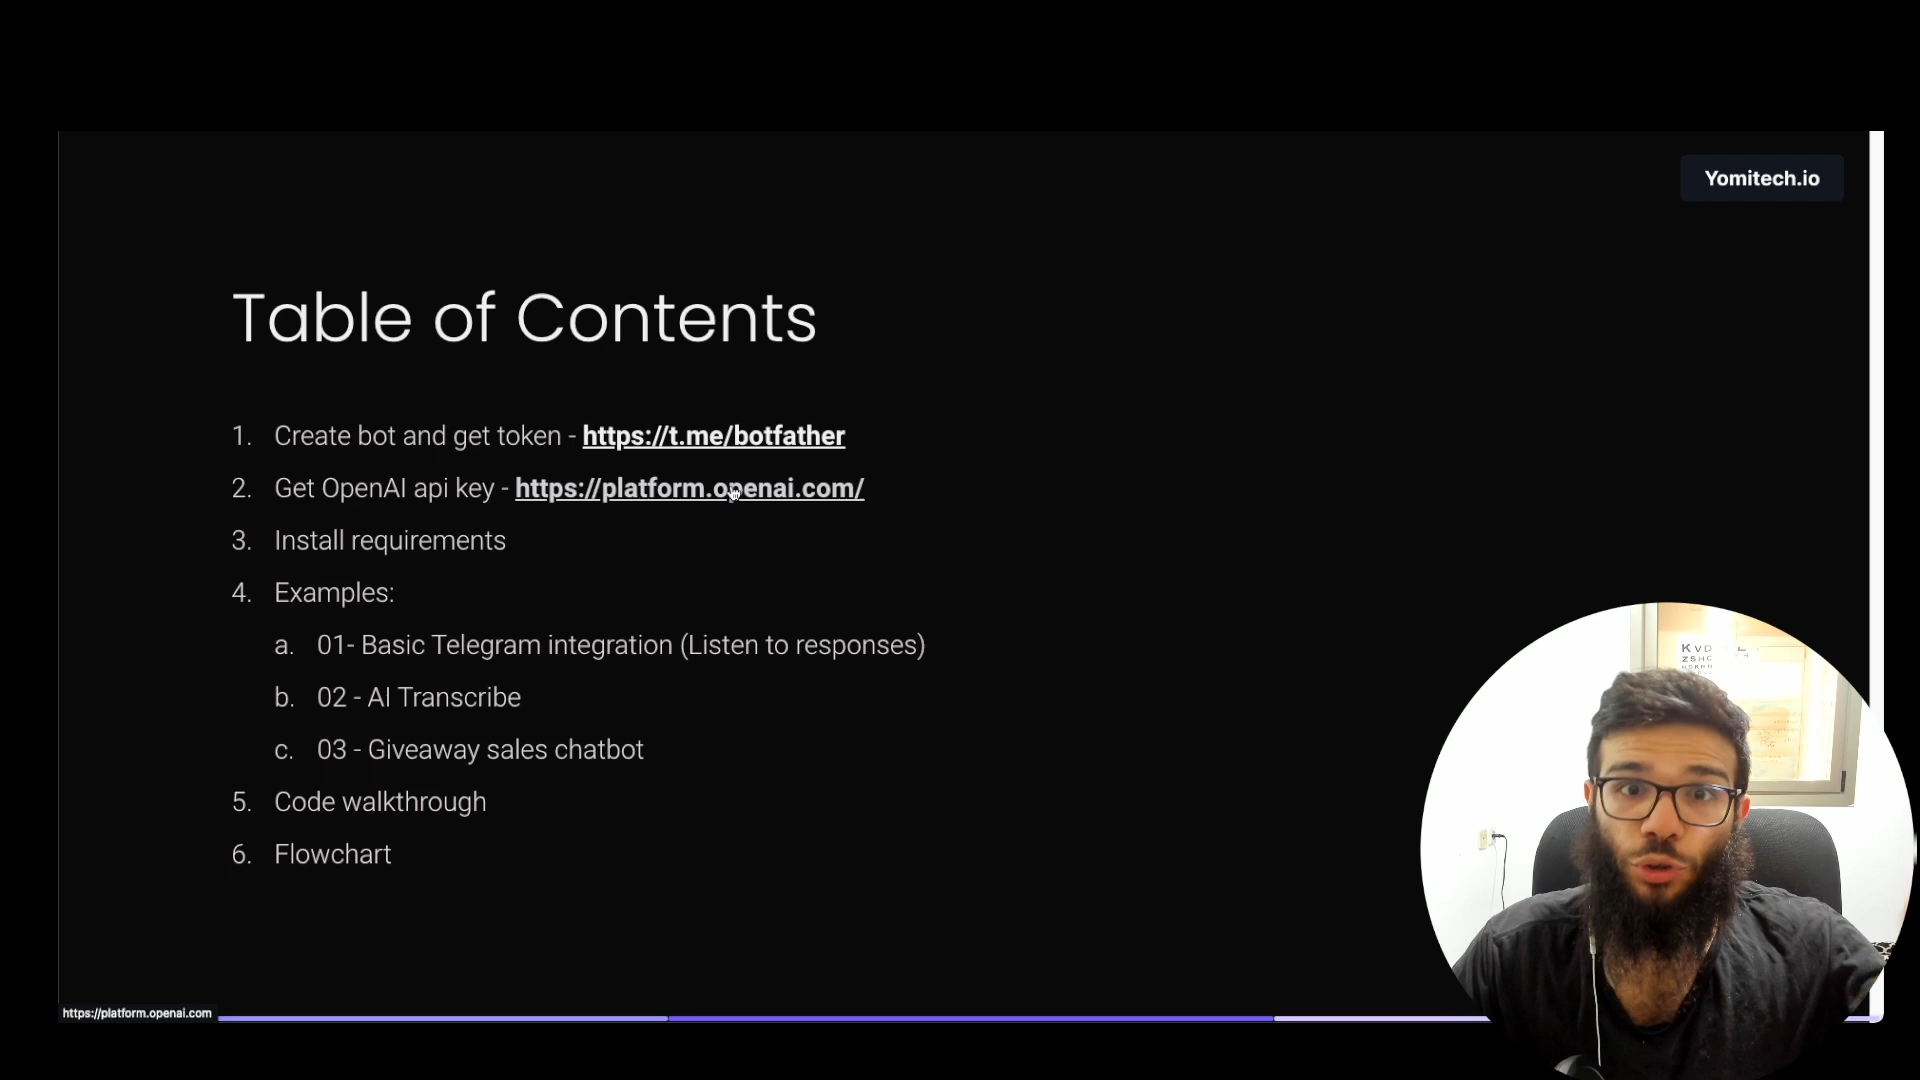 Yomitech.io
Table of Contents
1. Create bot and get token - https://t.me/botfather
2. Get OpenAI api key - https://platform.openai.com/
3. Install requirements
4. Examples:
a. 01- Basic Telegram integration (Listen to responses)
b. 02 - AI Transcribe
c. 03 - Giveaway sales chatbot
5. Code walkthrough
6. Flowchart
K V D
Z S H C
https://platform.openai.com